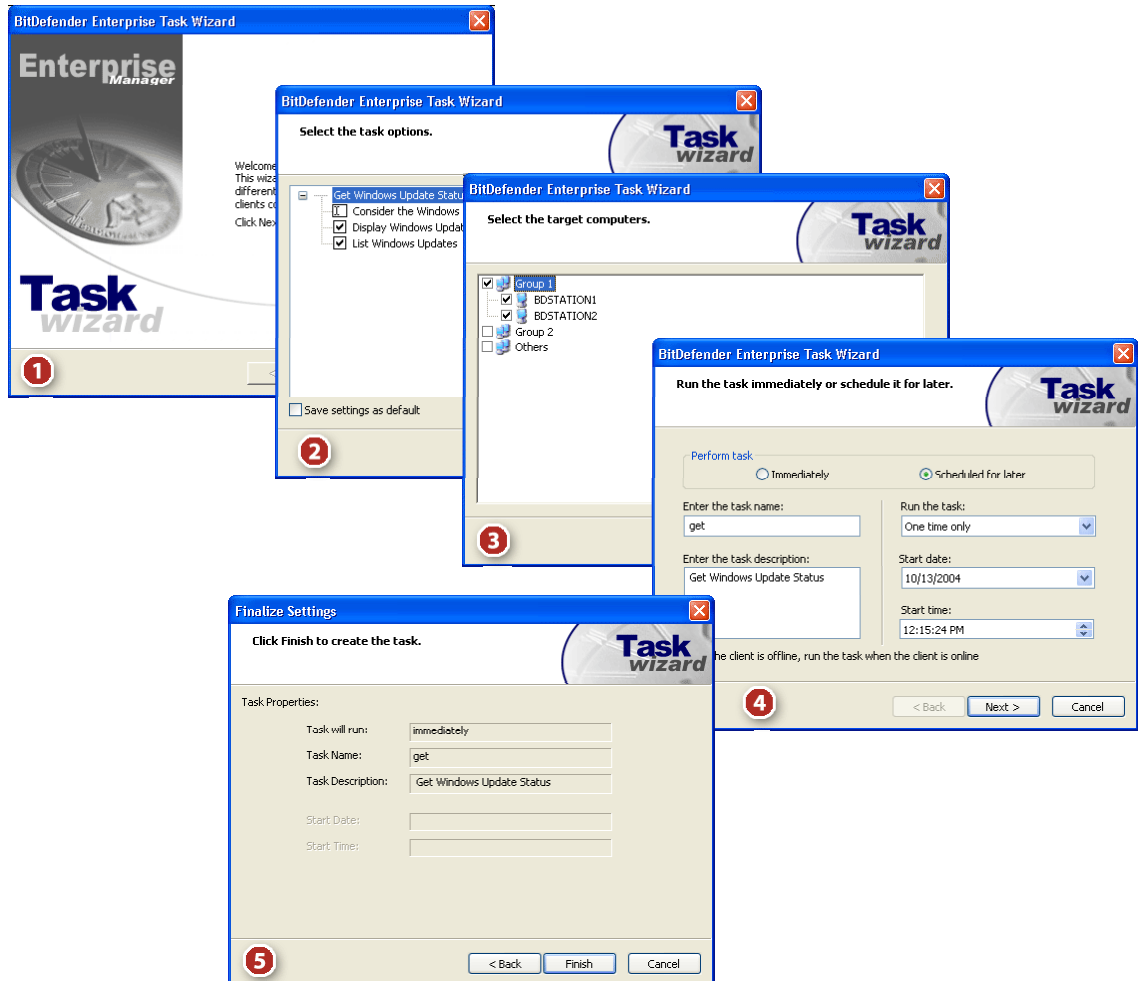 BitDefender Enterprise Task Wizard
Enterprise
Manager
Welcome
This
different
clients
Click
Task
wizard
<
1
BitDefender Enterprise Task Wizard
Select the task options.
Task
wizard
Get Windows Update
Consider the Windows
Display Windows
List Windows Updates
Save settings as default
2
BitDefender Enterprise Task Wizard
Select the target computers.
Task
wizard
Group 1
BDSTATION1
BDSTATION2
Group 2
Others
3
BitDefender Enterprise Task Wizard
Run the task immediately or schedule it for later.
Task
wizard
Perform task
Immediately
Scheduled for later
Enter the task name:
get
Enter the task description:
Get Windows Update Status
Run the task:
One time only
Start date:
10/13/2004
Start time:
12:15:24 PM
client is offline, run the task when the client is online
4
< Back
Next >
Cancel
Finalize Settings
Click Finish to create the task.
Task
wizard
Task Properties:
Task will run: immediately
Task Name: get
Task Description: Get Windows Update Status
Start Date:
Start Time:
5
< Back
Finish
Cancel